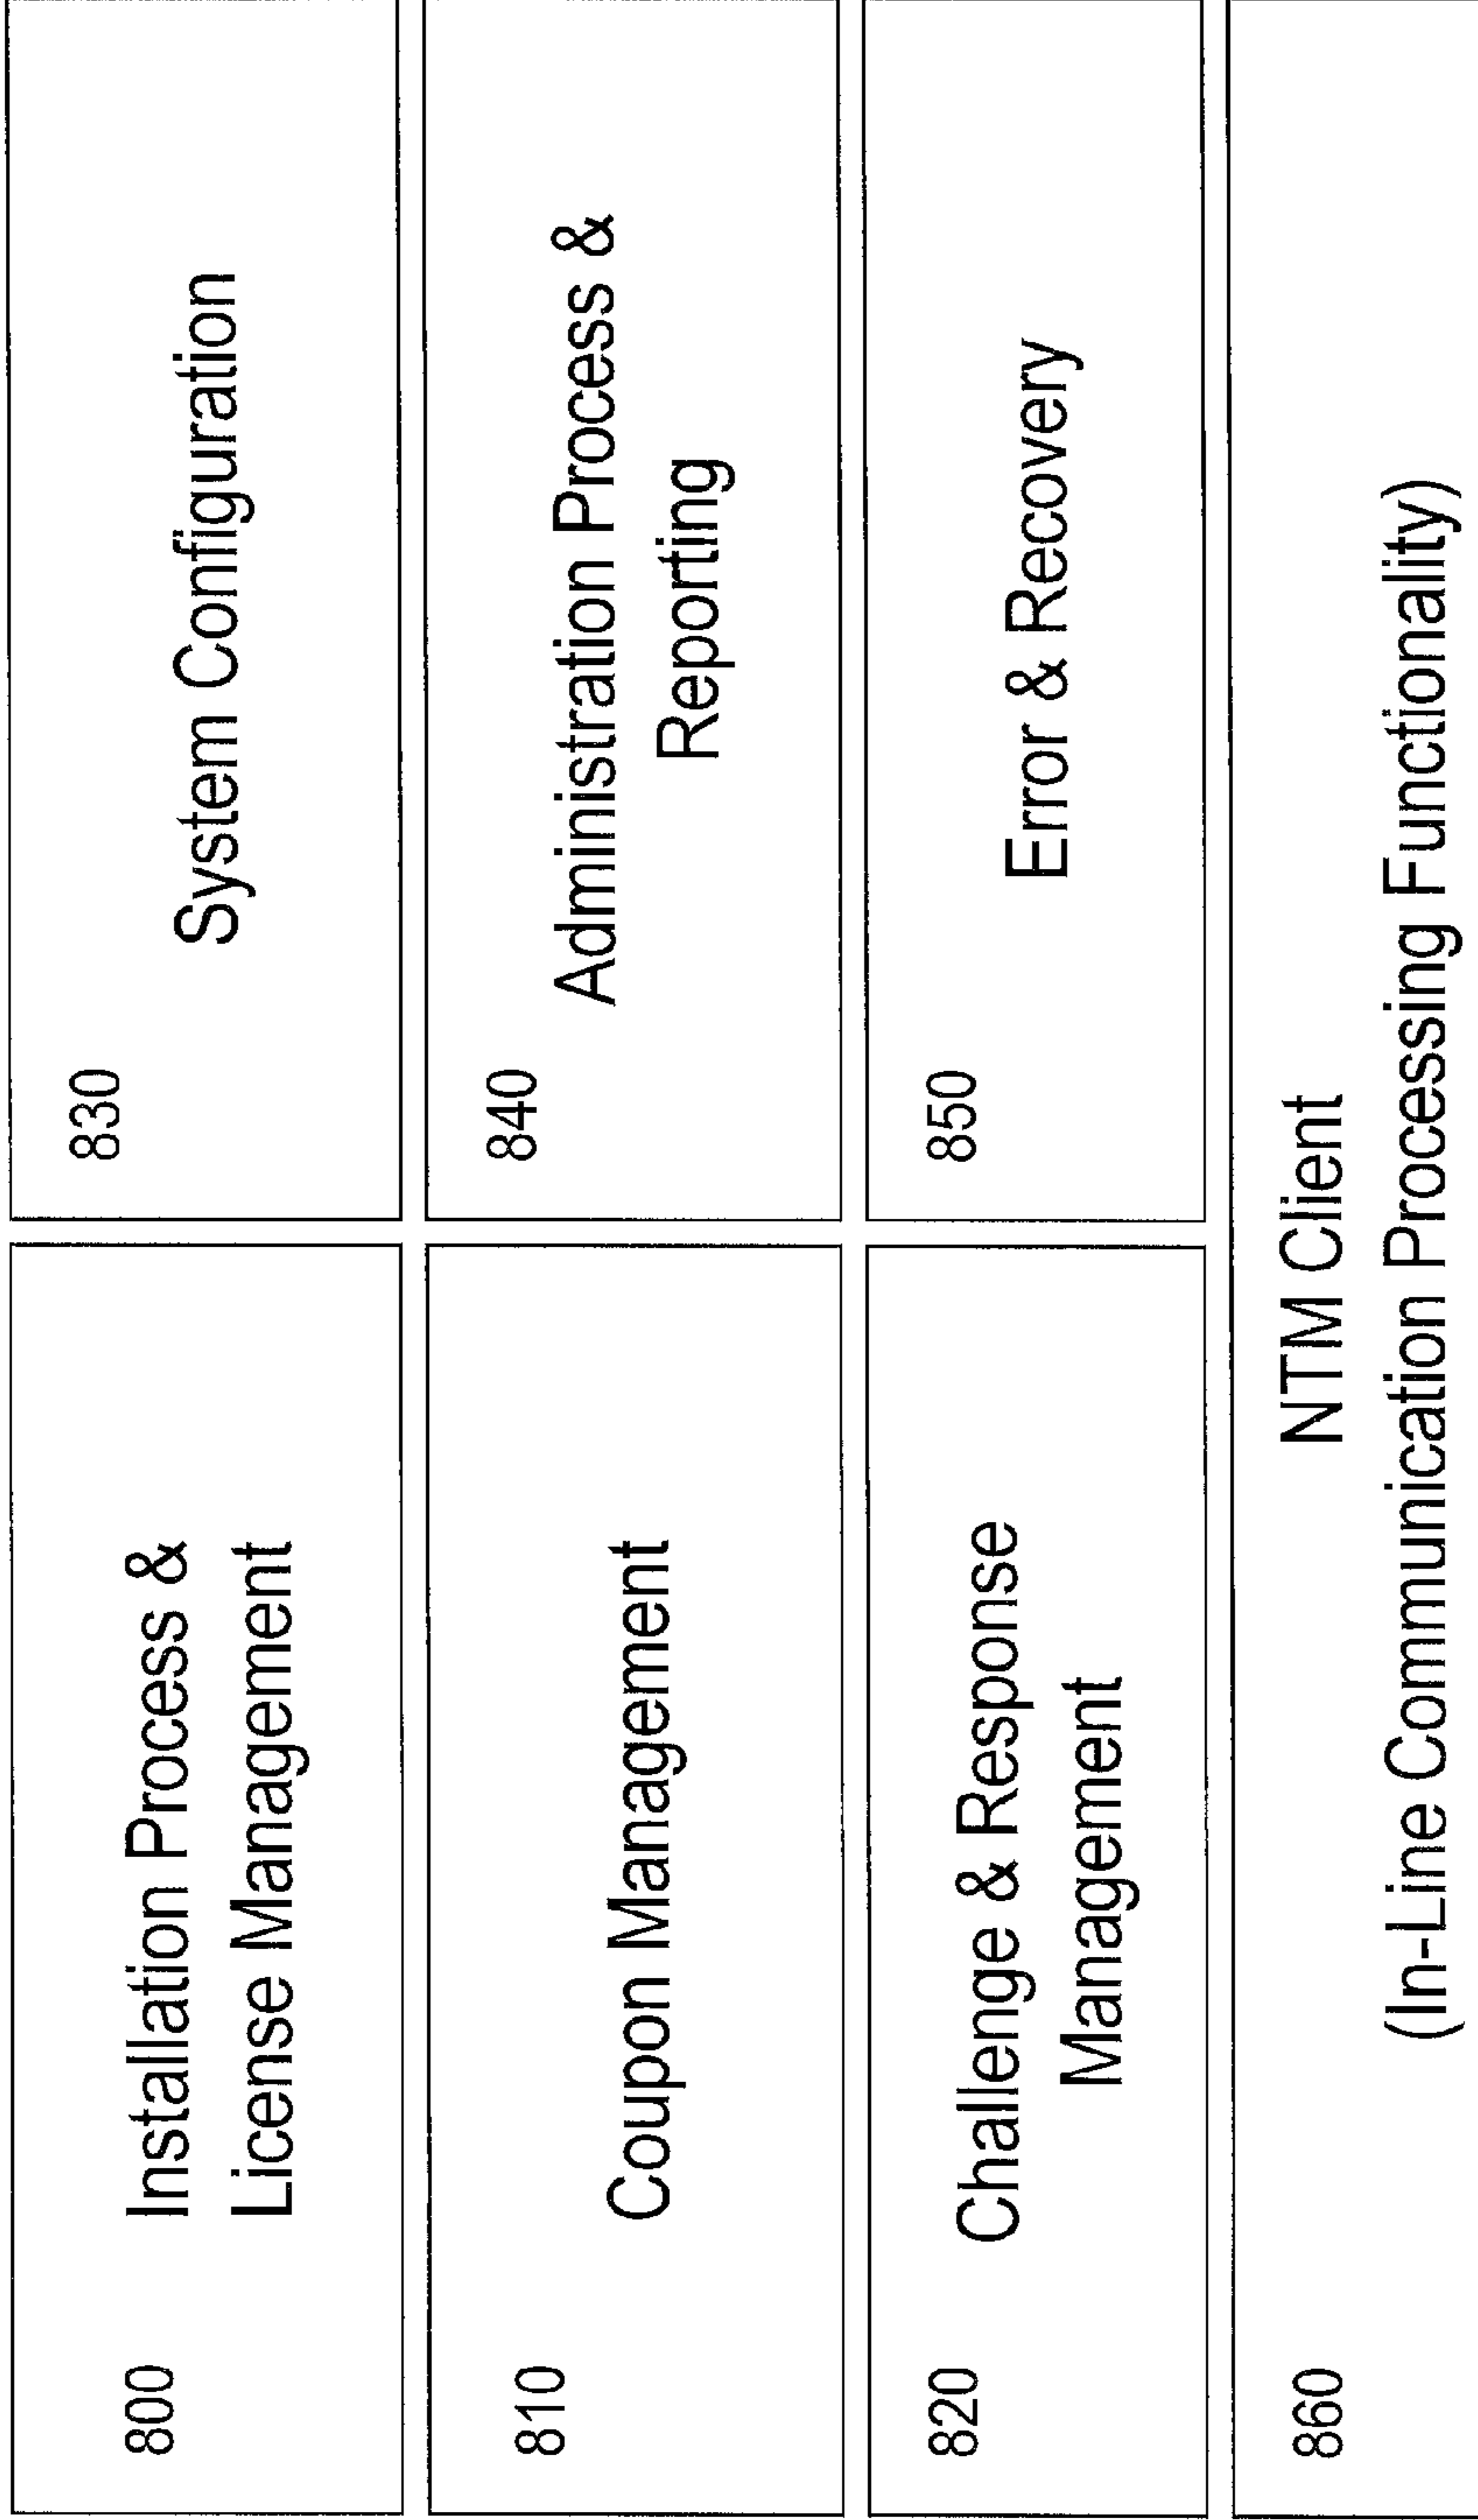 800
Installation Process &
License Management
830
System Configuration
810
Coupon Management
840
Administration Process &
Reporting
820
Challenge & Response
Management
850
Error & Recovery
860
NTM Client
(In-Line Communication Processing Functionality)